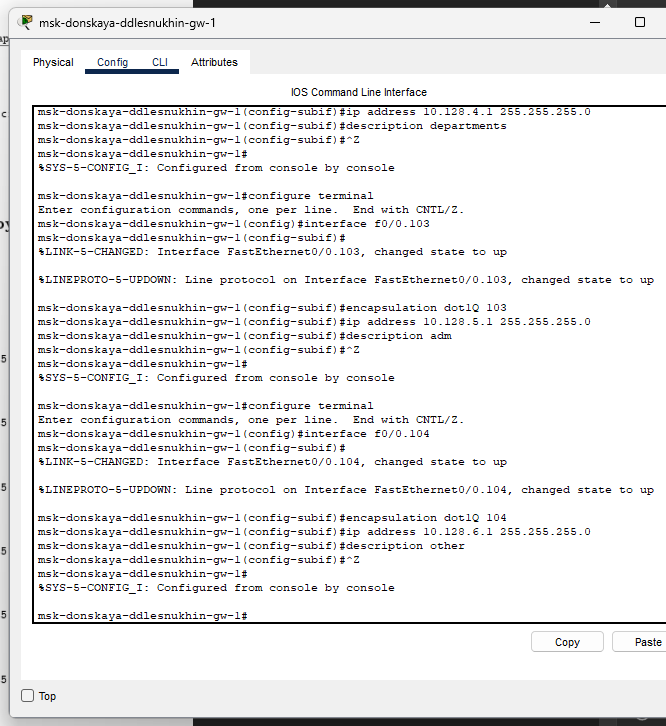 msk-donskaya-ddlesnukhin-gw-1
Physical Config CLI Attributes
IOS Command Line Interface
msk-donskaya-ddlesnukhin-gw-1(config-subif)#ip address 10.128.4.1 255.255.255.0
msk-donskaya-ddlesnukhin-gw-1(config-subif)#description departments
msk-donskaya-ddlesnukhin-gw-1(config-subif)#^Z
msk-donskaya-ddlesnukhin-gw-1#
%SYS-5-CONFIG_I: Configured from console by console
msk-donskaya-ddlesnukhin-gw-1#configure terminal
Enter configuration commands, one per line.  End with CNTL/Z.
msk-donskaya-ddlesnukhin-gw-1(config)#interface f0/0.103
msk-donskaya-ddlesnukhin-gw-1(config-subif)#
%LINK-5-CHANGED: Interface FastEthernet0/0.103, changed state to up
%LINEPROTO-5-UPDOWN: Line protocol on Interface FastEthernet0/0.103, changed state to up
msk-donskaya-ddlesnukhin-gw-1(config-subif)#encapsulation dot1Q 103
msk-donskaya-ddlesnukhin-gw-1(config-subif)#ip address 10.128.5.1 255.255.255.0
msk-donskaya-ddlesnukhin-gw-1(config-subif)#description adm
msk-donskaya-ddlesnukhin-gw-1(config-subif)#^Z
msk-donskaya-ddlesnukhin-gw-1#
%SYS-5-CONFIG_I: Configured from console by console
msk-donskaya-ddlesnukhin-gw-1#configure terminal
Enter configuration commands, one per line.  End with CNTL/Z.
msk-donskaya-ddlesnukhin-gw-1(config)#interface f0/0.104
msk-donskaya-ddlesnukhin-gw-1(config-subif)#
%LINK-5-CHANGED: Interface FastEthernet0/0.104, changed state to up
%LINEPROTO-5-UPDOWN: Line protocol on Interface FastEthernet0/0.104, changed state to up
msk-donskaya-ddlesnukhin-gw-1(config-subif)#encapsulation dot1Q 104
msk-donskaya-ddlesnukhin-gw-1(config-subif)#ip address 10.128.6.1 255.255.255.0
msk-donskaya-ddlesnukhin-gw-1(config-subif)#description other
msk-donskaya-ddlesnukhin-gw-1(config-subif)#^Z
msk-donskaya-ddlesnukhin-gw-1#
%SYS-5-CONFIG_I: Configured from console by console
msk-donskaya-ddlesnukhin-gw-1#
Copy Paste
Top